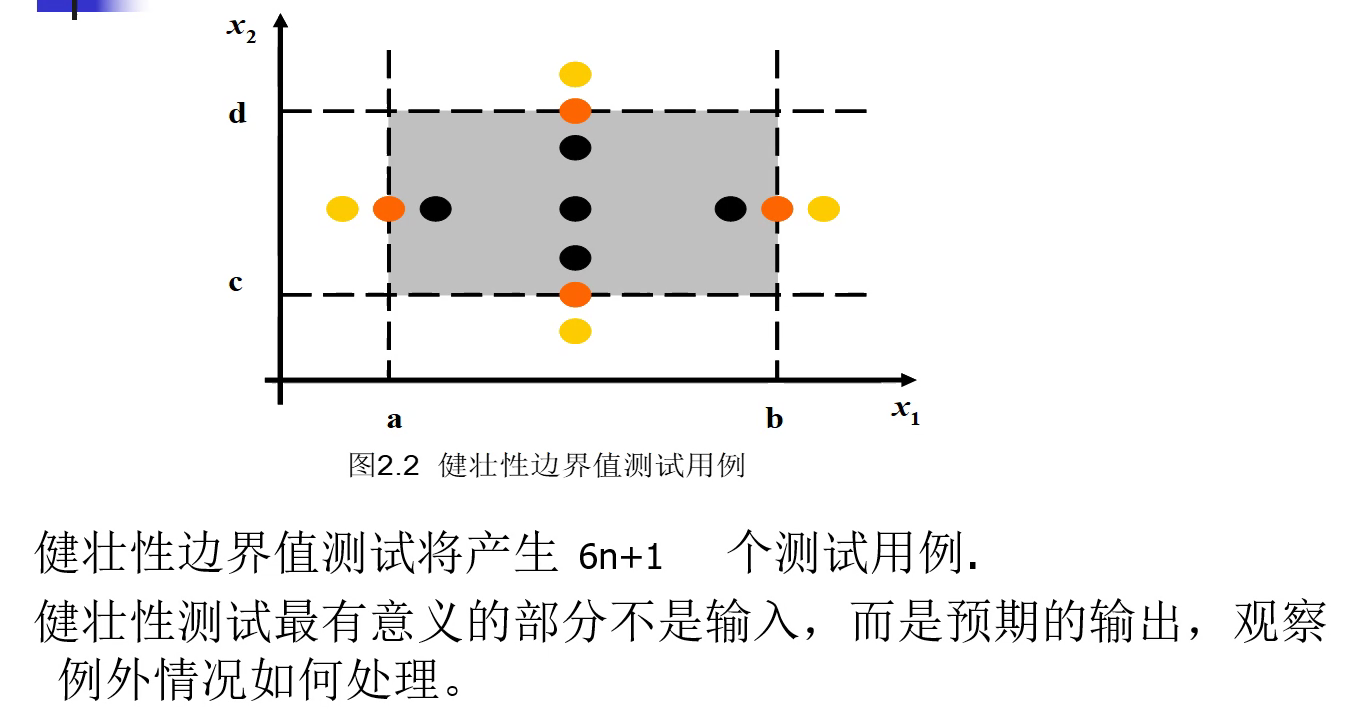 x2
d
c
a
b
x1
图2.2 健壮性边界值测试用例
健壮性边界值测试将产生 6n+1 个测试用例.
健壮性测试最有意义的部分不是输入，而是预期的输出，观察
例外情况如何处理。